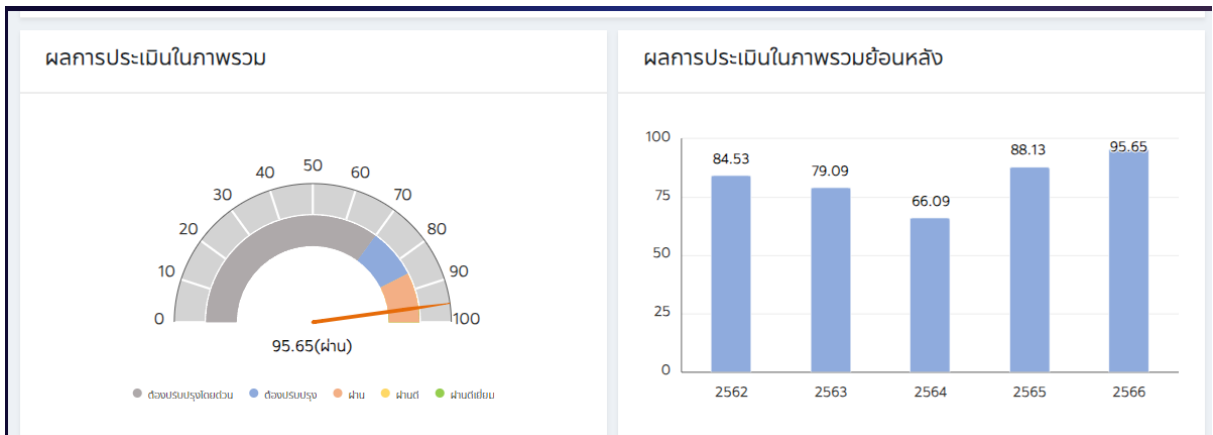 ผลการประเมินในภาพรวม
0
10
20
30
40
50
60
70
80
90
100
95.65(ผ่าน)
ต้องปรับปรุงโดยด่วน ต้องปรับปรุง ผ่าน ผ่านดี ผ่านดีเยี่ยม
ผลการประเมินในภาพรวมย้อนหลัง
100
75
50
25
0
84.53 79.09 66.09 88.13 95.65
2562 2563 2564 2565 2566